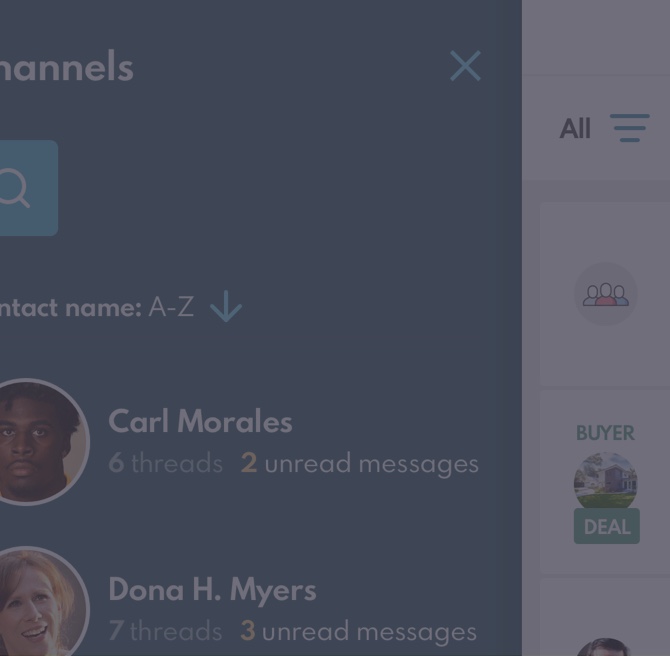 hannels
All
ntact name: A-Z
Carl Morales
6 threads 2 unread messages
BUYER
DEAL
Dona H. Myers
7 threads 3 unread messages